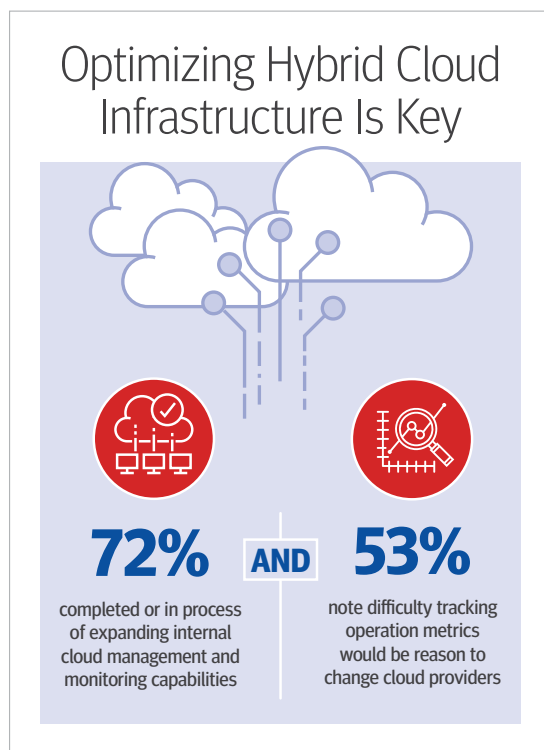 Optimizing Hybrid Cloud
Infrastructure Is Key
72%
completed or in process
of expanding internal
cloud management and
monitoring capabilities
AND
53%
note difficulty tracking
operation metrics
would be reason to
change cloud providers